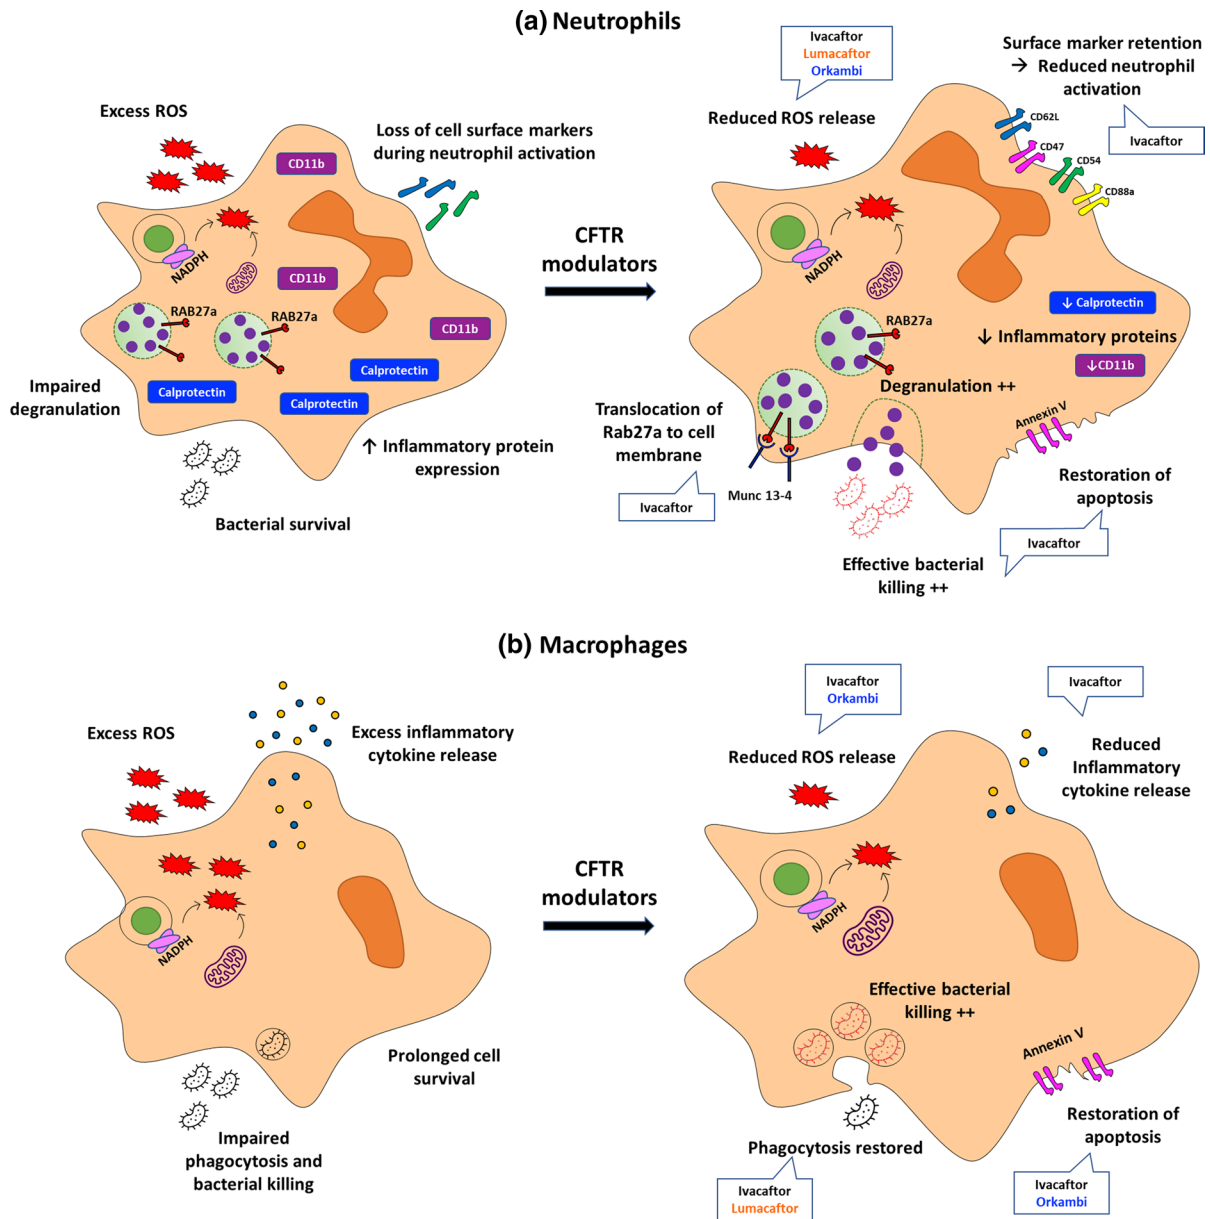 (a) Neutrophils
Excess ROS
CD11b
Loss of cell surface markers
during neutrophil activation
NADPH
CD11b
RAB27a
RAB27a
CD11b
Calprotectin
Calprotectin
Calprotectin
Impaired
degranulation
↑ Inflammatory protein
expression
Bacterial survival
CFTR
modulators
Ivacaftor
Lumacaftor
Orkambi
Reduced ROS release
Surface marker retention
→ Reduced neutrophil
activation
Ivacaftor
CD62L
CD47
CD54
CD88a
NADPH
RAB27a
↓ Calprotectin
↓ Inflammatory proteins
↓CD11b
Degranulation ++
Translocation of
Rab27a to cell
membrane
Ivacaftor
Munc 13-4
Annexin V
Restoration of
apoptosis
Ivacaftor
Effective bacterial
killing ++
(b) Macrophages
Excess ROS
Excess inflammatory
cytokine release
NADPH
Prolonged cell
survival
Impaired
phagocytosis and
bacterial killing
CFTR
modulators
Ivacaftor
Orkambi
Reduced ROS release
Ivacaftor
Reduced
Inflammatory
cytokine release
NADPH
Effective bacterial
killing ++
Annexin V
Phagocytosis restored
Ivacaftor
Lumacaftor
Restoration of
apoptosis
Ivacaftor
Orkambi